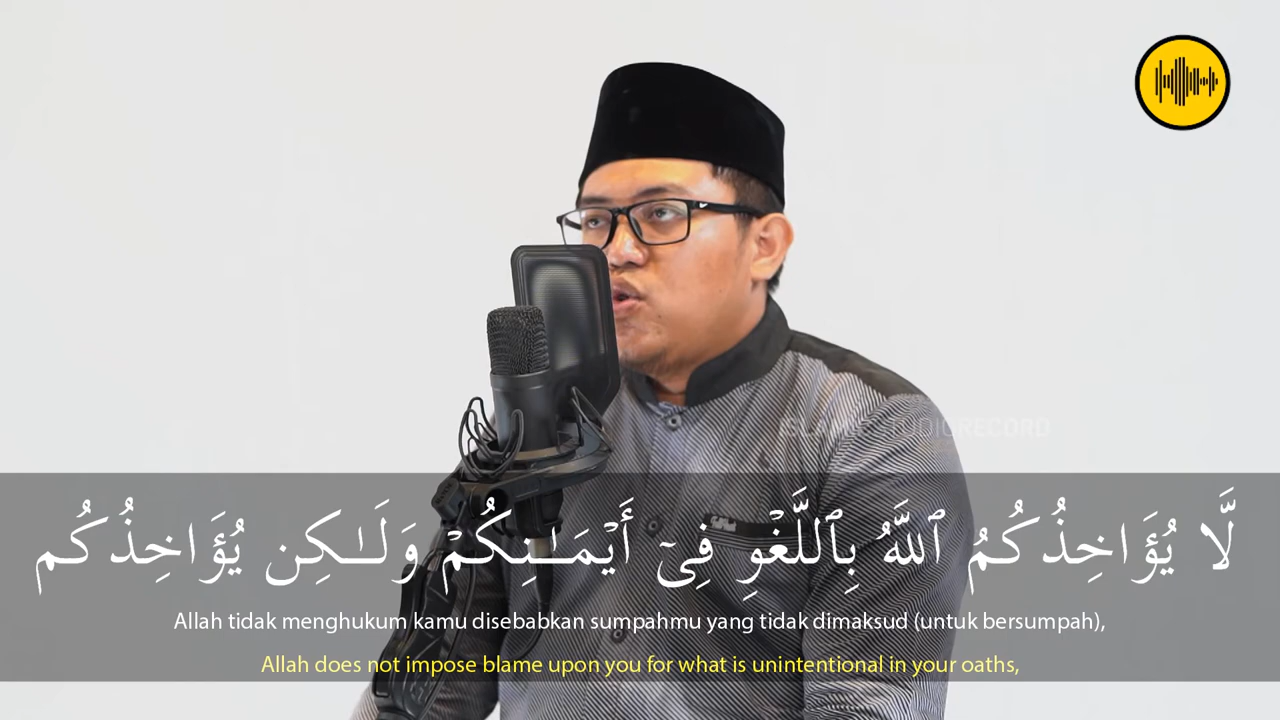 ISLAMICSTUDIORECORD
لَّا يُؤَاخِذُكُمُ ٱللَّهُ بِٱللَّغْوِ فِىٓ أَيْمَـٰنِكُمْ وَلَـٰكِن يُؤَاخِذُكُم
Allah tidak menghukum kamu disebabkan sumpahmu yang tidak dimaksud (untuk bersumpah),
Allah does not impose blame upon you for what is unintentional in your oaths,